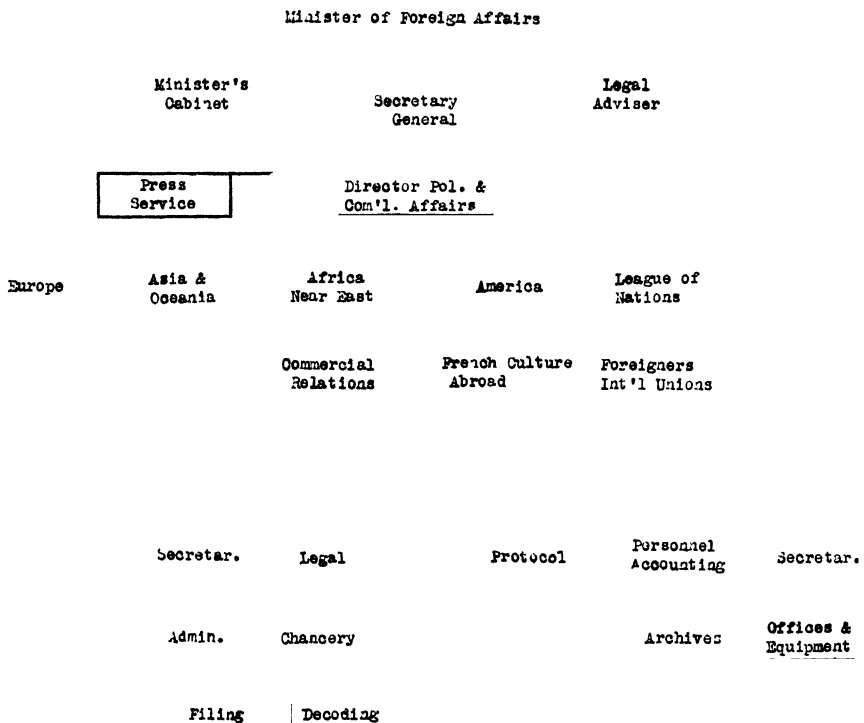 Minister of Foreign Affairs
Minister's
Cabinet
Secretary
General
Legal
Adviser
Press
Service
Director Pol. &
Com'l. Affairs
Europe
Asia &
Oceania
Africa
Near East
America
League of
Nations
Commercial
Relations
French Culture
Abroad
Foreigners
Int'l Unions
Secretar.
Legal
Protocol
Personnel
Accounting
Secretar.
Admin.
Chancery
Archives
Offices &
Equipment
Filing
Decoding